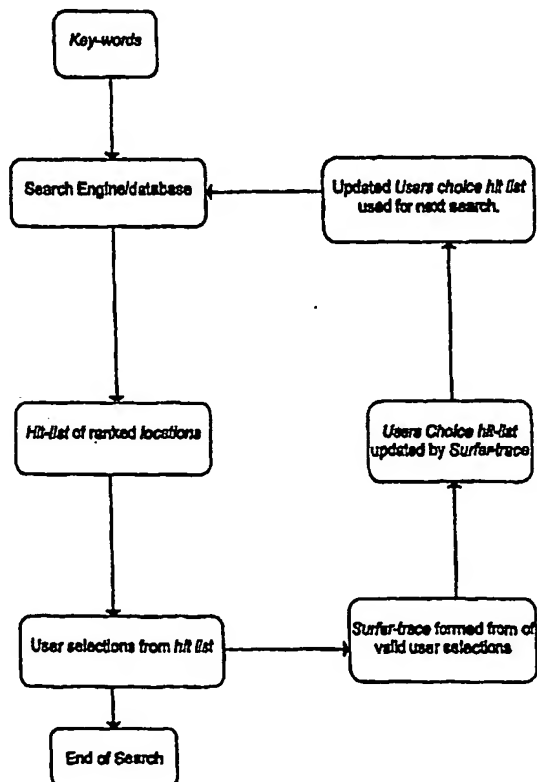 Key-words
Search Engine/database
Updated Users choice hit list
used for next search.
Hit-list of ranked locations
Users Choice hit-list
updated by Surfer-trace
User selections from hit list
Surfer-trace formed from of
valid user selections
End of Search